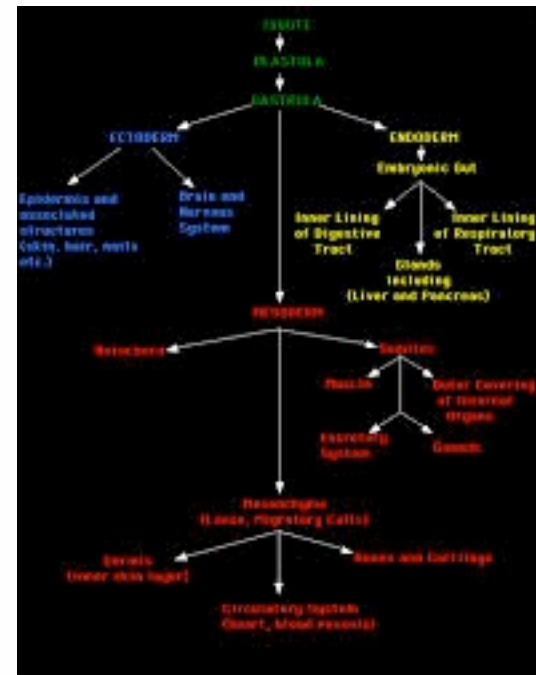 ZYGOTE
BLASTULA
GASTRULA
ECTODERM
ENDODERM
Epidermis and
associated
structures
(skin, hair, nails
etc.)
Brain and
Nervous
System
Embryonic Gut
Inner Lining
of Digestive
Tract
Inner Lining
of Respiratory
Tract
Glands
Including
(Liver and Pancreas)
MESODERM
Notochord
Somites
Muscle
Outer Covering
of Internal
Organs
Excretory
System
Gonads
Mesenchyme
(Loose, Migratory Cells)
Dermis
(inner skin layer)
Bones and Cartilage
Circulatory System
(heart, blood vessels)